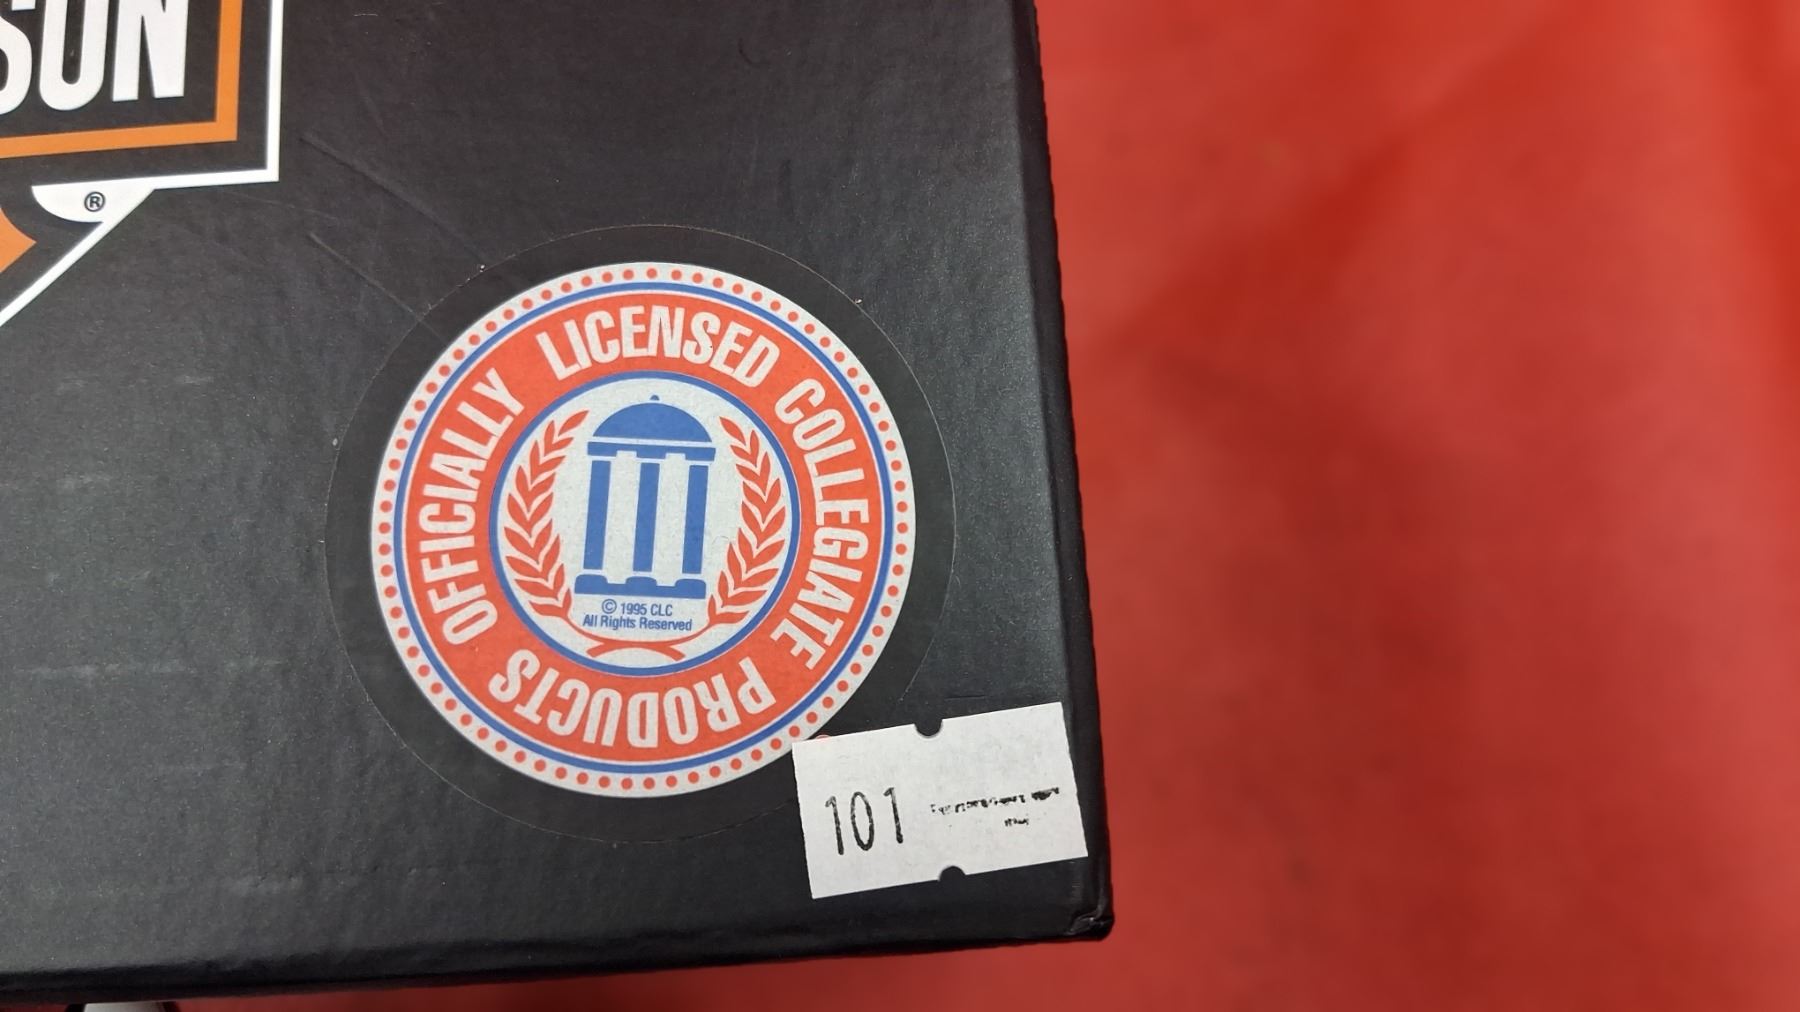 SON
®
OFFICIALLY LICENSED COLLEGIATE PRODUCTS
© 1995 CLC
All Rights Reserved
101